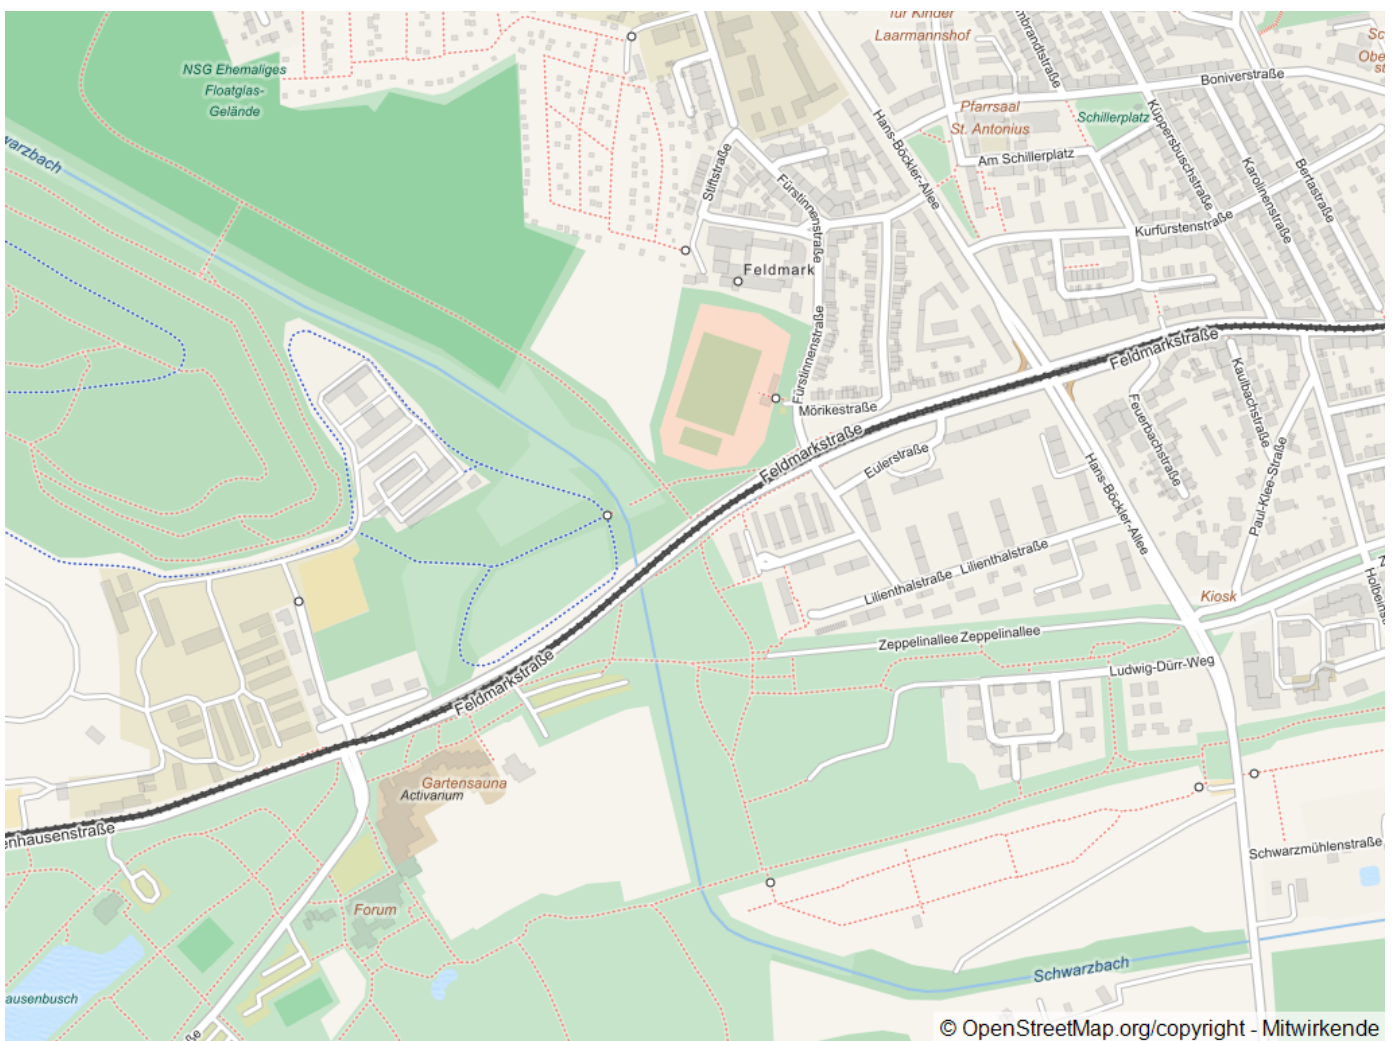 für Kinder
Laarmannshof
NSG Ehemaliges
Floatglas-
Gelände
Boniverstraße
Pfarrsaal
St. Antonius
Schillerplatz
Küppersbuschstraße
Hans-Böckler-Allee
Am Schillerplatz
Stiftstraße
Fürstinnenstraße
Karolinenstraße
Bertastraße
Kurfürstenstraße
Feldmark
Fürstinnenstraße
Feldmarkstraße
Mörikestraße
Kaulbachstraße
Feuerbachstraße
Feldmarkstraße
Eulerstraße
Hans-Böckler-Allee
Paul-Klee-Straße
Lilienthalstraße
Lilienthalstraße
Kiosk
Zeppelinallee Zeppelinallee
Ludwig-Dürr-Weg
Feldmarkstraße
Gartensauna
Activarium
Schwarzmühlenstraße
Forum
Schwarzbach
© OpenStreetMap.org/copyright - Mitwirkende